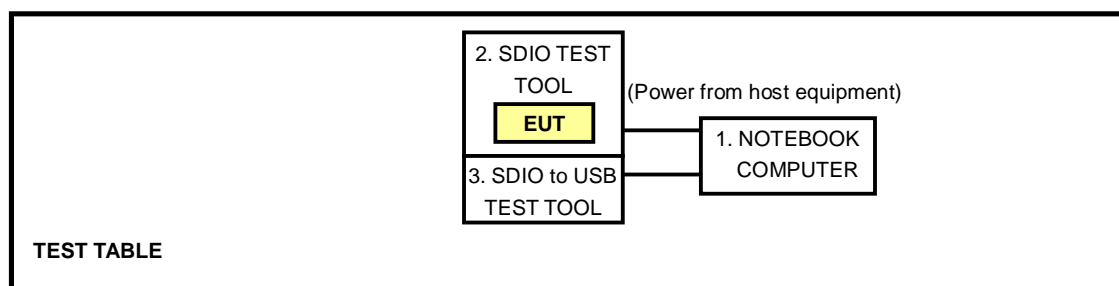 2. SDIO TEST
TOOL
EUT
(Power from host equipment)
1. NOTEBOOK
COMPUTER
3. SDIO to USB
TEST TOOL
TEST TABLE